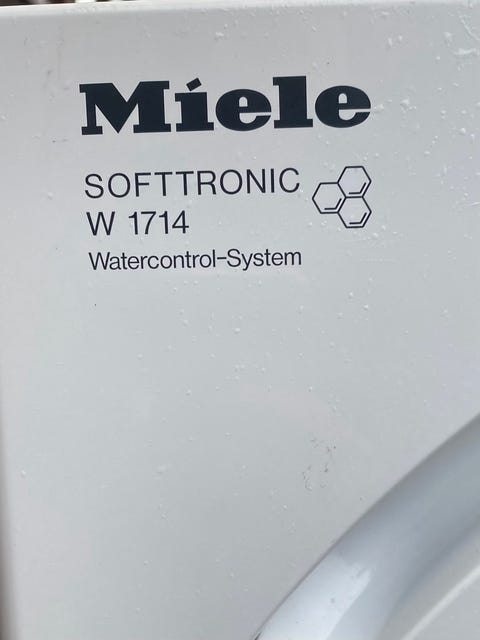 Miele
SOFTTRONIC
W 1714
Watercontrol-System